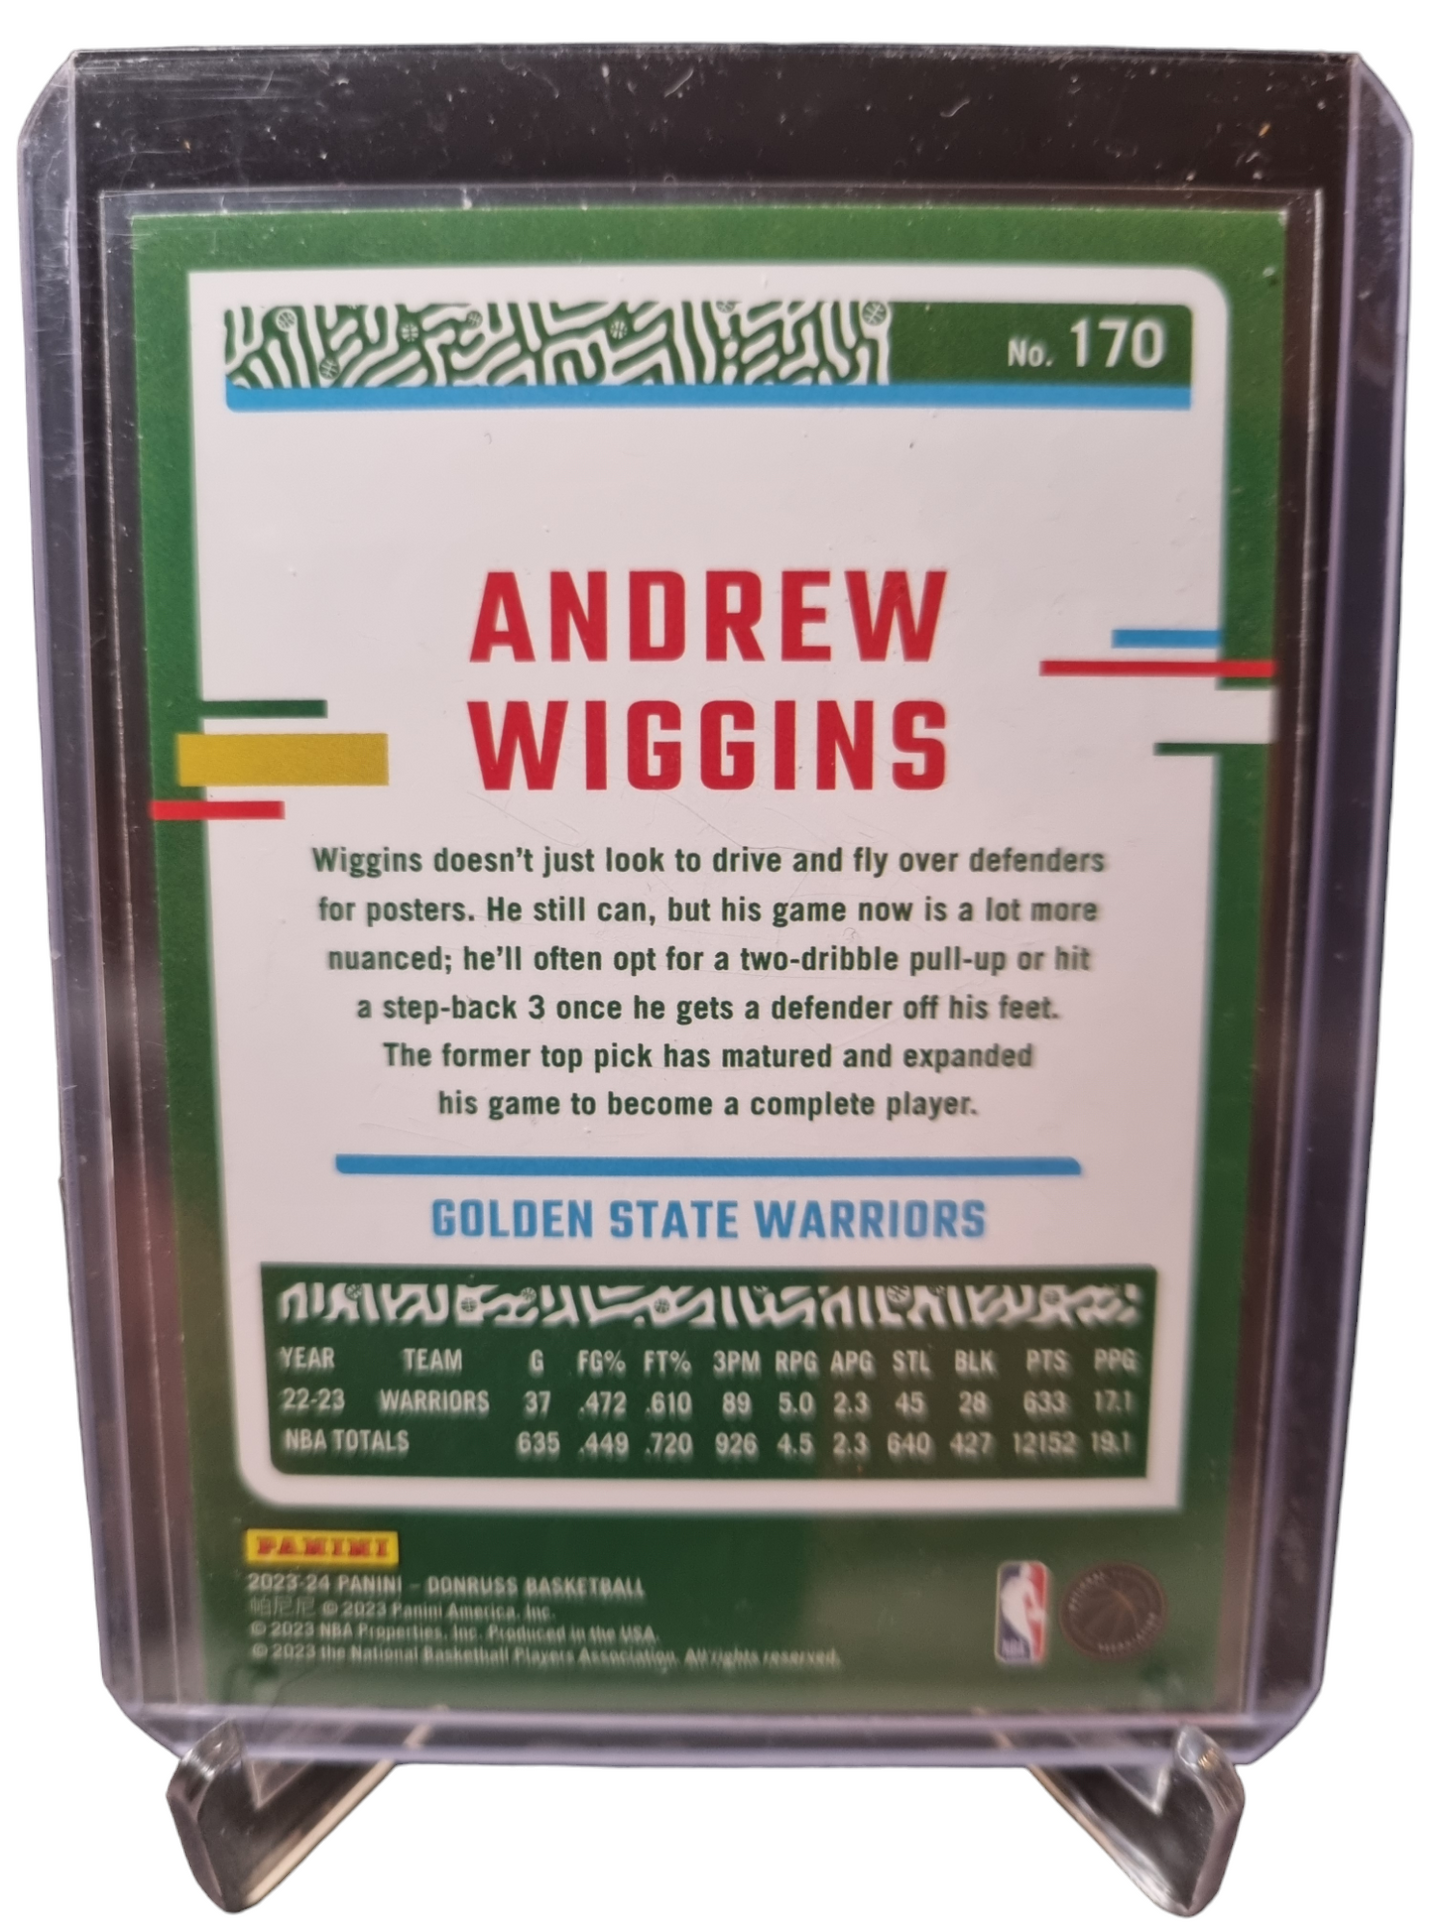 No. 170
ANDREW
WIGGINS
Wiggins doesn't just look to drive and fly over defenders
for posters. He still can, but his game now is a lot more
nuanced; he'll often opt for a two-dribble pull-up or hit
a step-back 3 once he gets a defender off his feet.
The former top pick has matured and expanded
his game to become a complete player.
GOLDEN STATE WARRIORS
YEAR TEAM G FG% FT% 3PM RPG APG STL BLK PTS PPG
22-23 WARRIORS 37 .472 .610 89 5.0 2.3 45 28 633 17.1
NBA TOTALS 635 .449 .720 926 4.5 2.3 640 427 12152 19.1
PANINI
2023-24 PANINI – DONRUSS BASKETBALL
帕尼尼 © 2023 Panini America, Inc.
© 2023 NBA Properties, Inc. Produced in the USA.
© 2023 the National Basketball Players Association. All rights reserved.
NBA